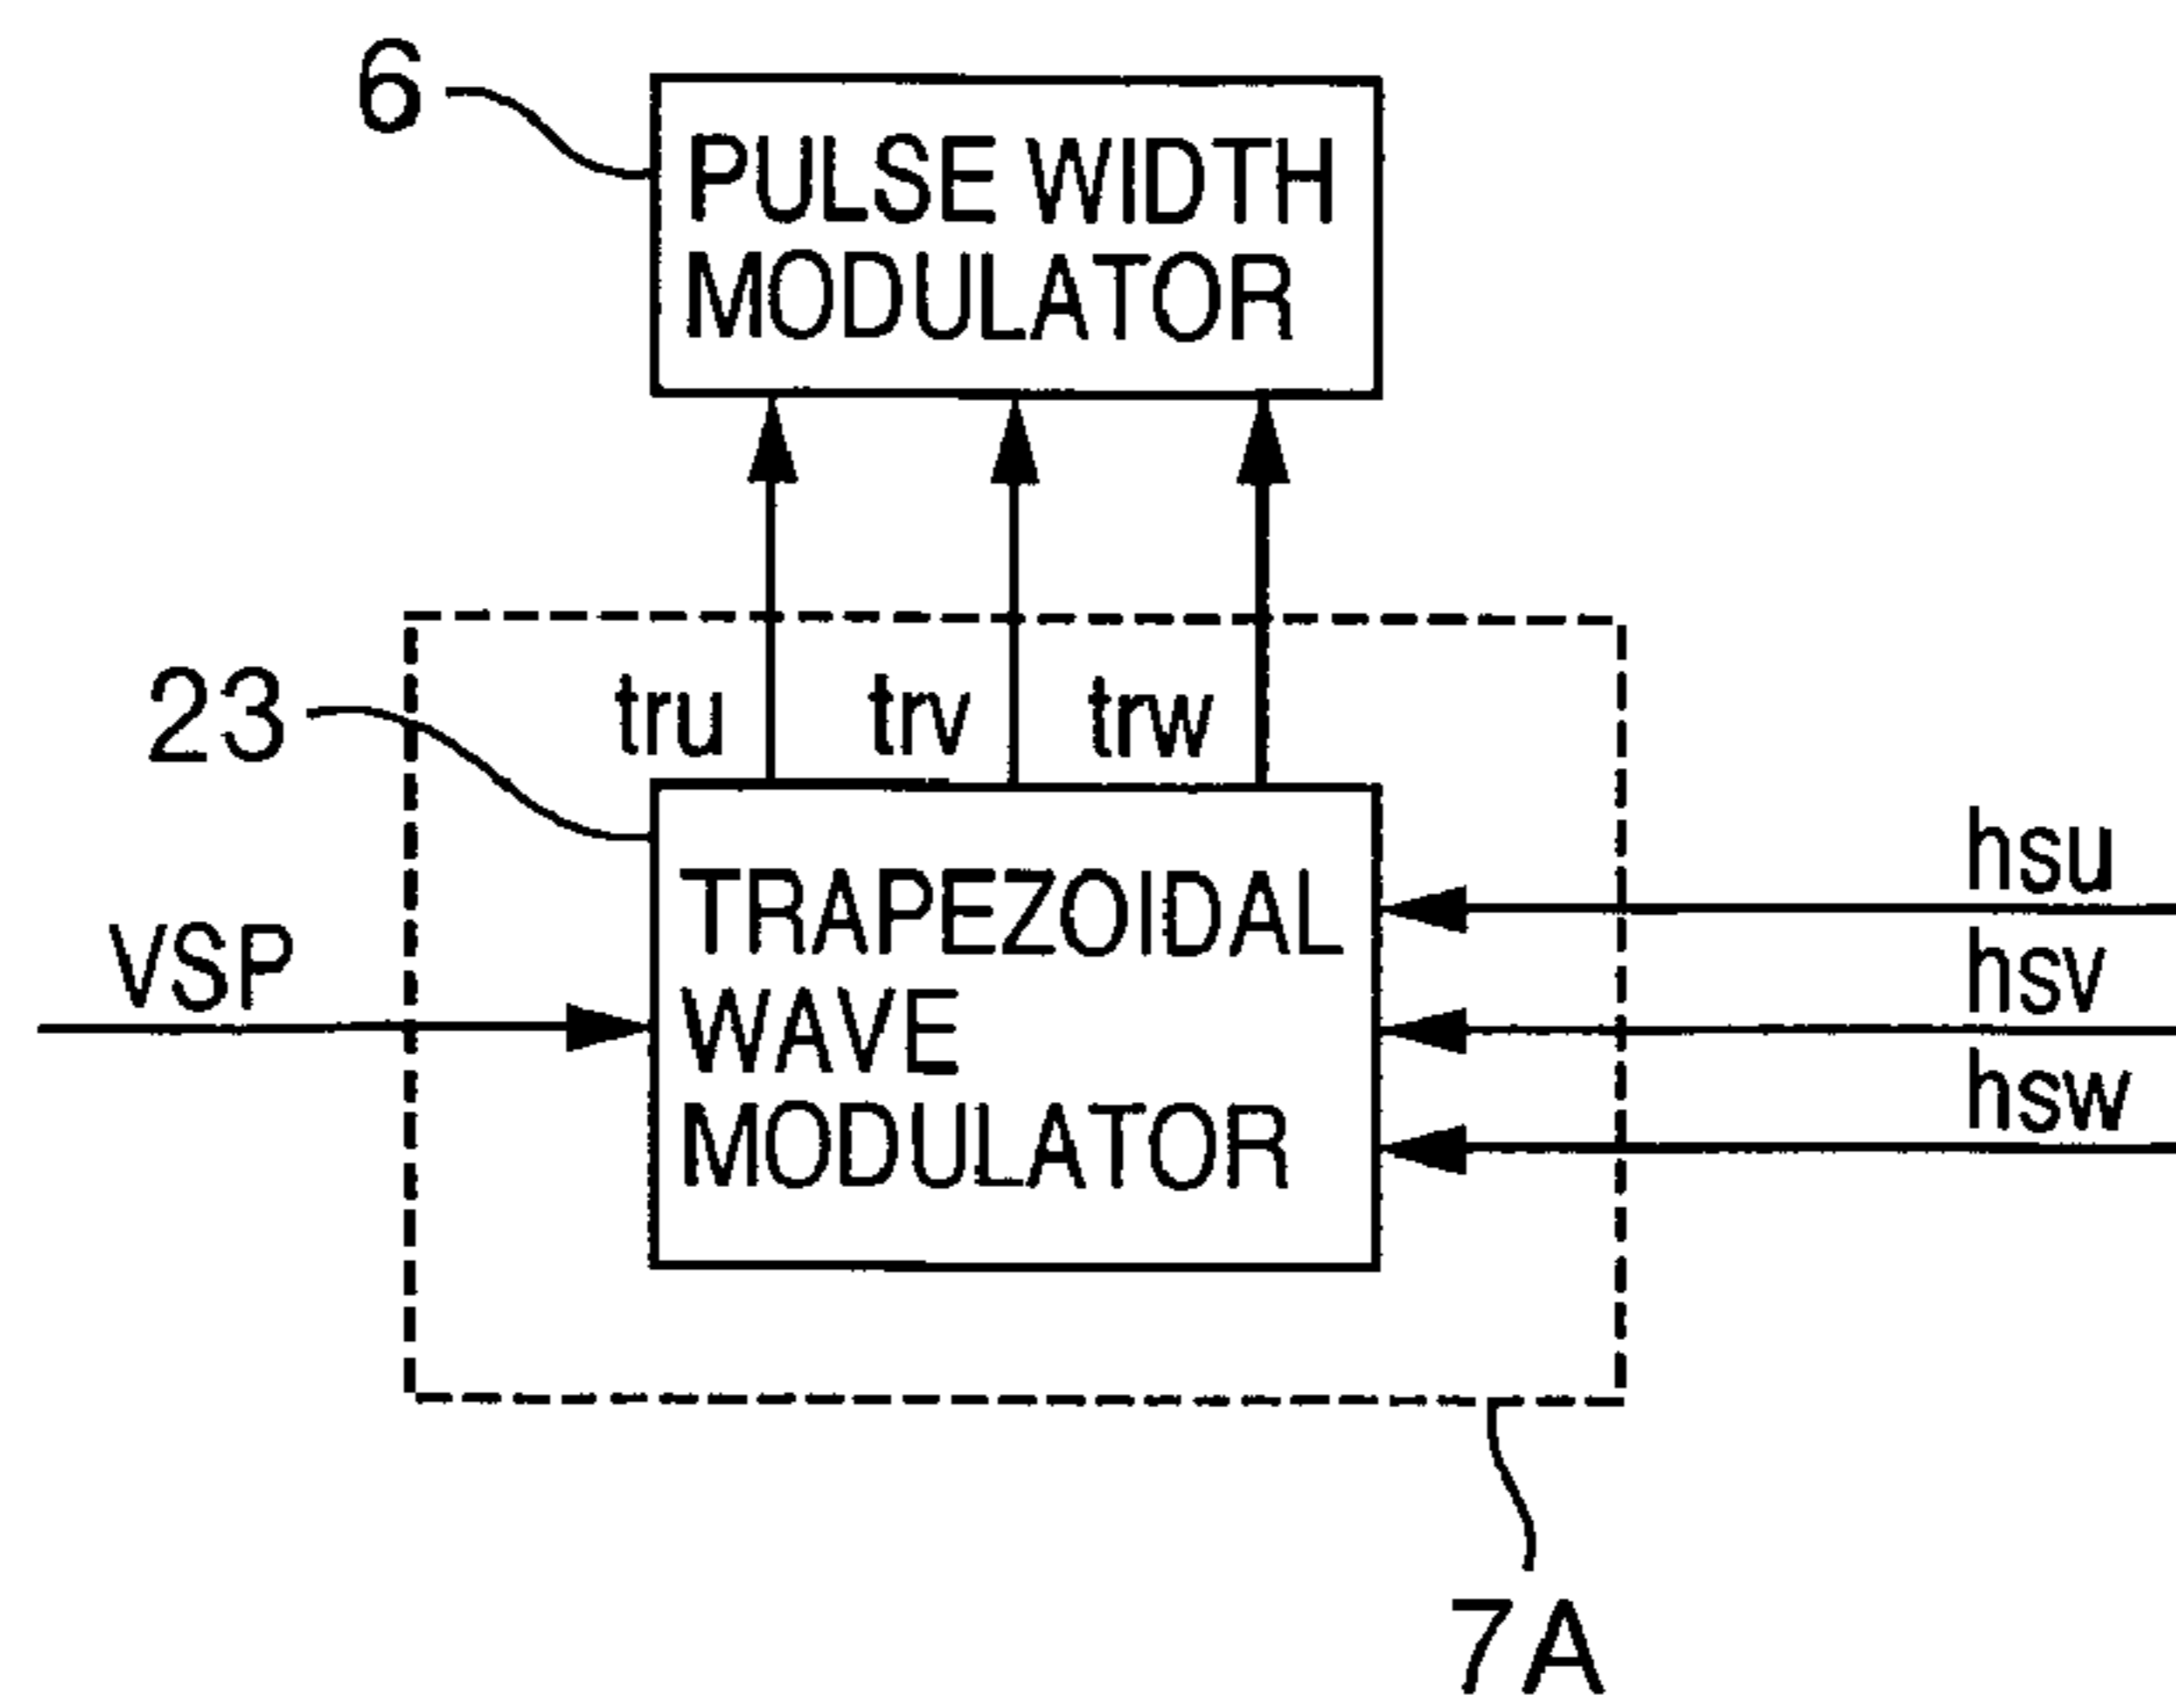 6
PULSE WIDTH
MODULATOR
23
tru
trv
trw
VSP
TRAPEZOIDAL
WAVE
MODULATOR
hsu
hsv
hsw
7A